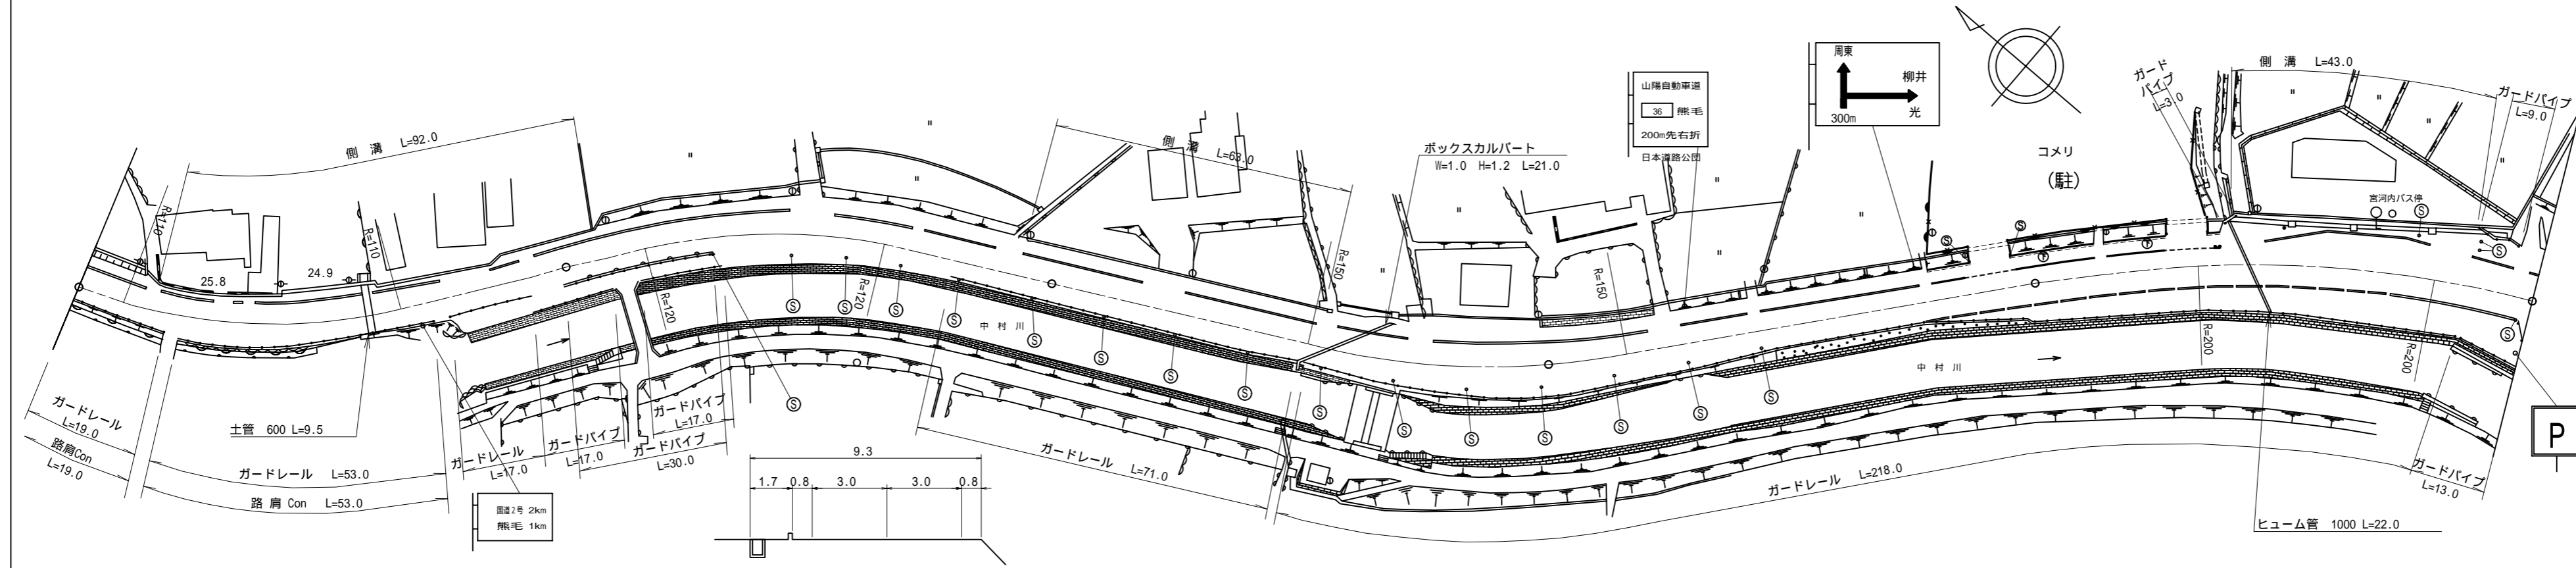 側 溝 L=92.0
R=110
25.8
24.9
R=110
ガードレール
L=19.0
路肩Con
L=19.0
土管 600 L=9.5
ガードレール L=53.0
路 肩 Con L=53.0
国道2号 2km
熊毛 1km
ガードレール
L=17.0
ガードパイプ
L=17.0
ガードパイプ
L=17.0
ガードパイプ
L=30.0
R=120
R=120
側 溝
L=63.0
中 村 川
S
S
S
S
S
S
S
S
S
S
S
9.3
1.7 0.8 3.0 3.0 0.8
ガードレール L=71.0
R=150
ボックスカルバート
W=1.0 H=1.2 L=21.0
R=150
S
S
S
S
S
S
山陽自動車道
36 熊毛
200m先右折
日本道路公団
周東
柳井
光
300m
コメリ
(駐)
S
S
T
T
ガード
パイプ
L=3.0
側 溝 L=43.0
ガードパイプ
L=9.0
宮河内バス停
S
S
S
R=200
R=200
中 村 川
ガードレール L=218.0
ガードパイプ
L=13.0
ヒューム管 1000 L=22.0
P